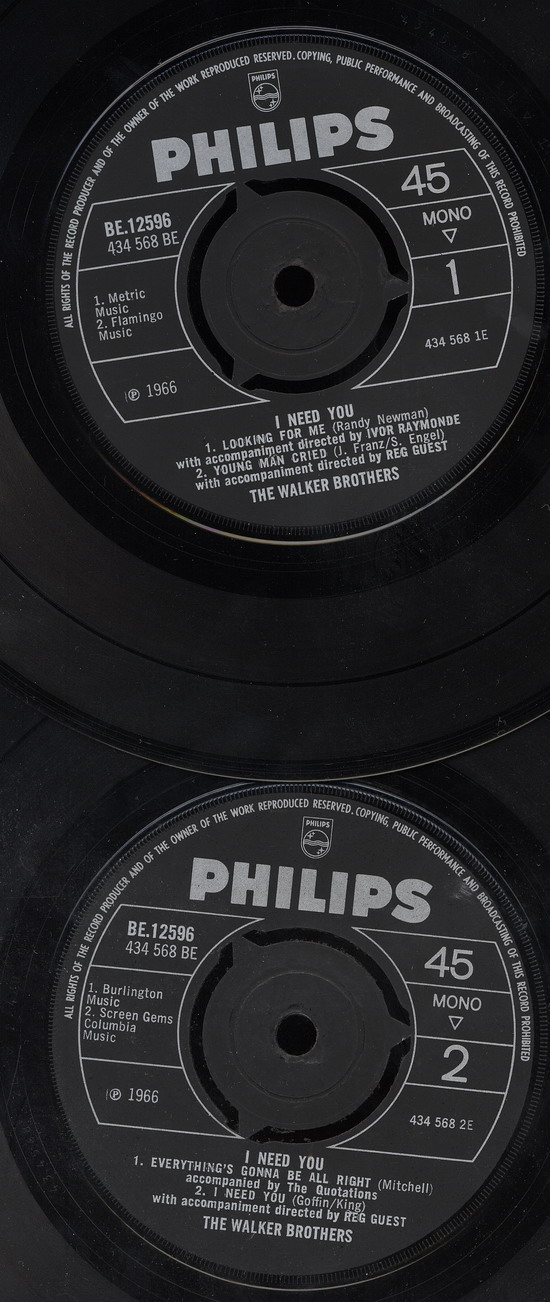 ALL RIGHTS OF THE RECORD PRODUCER AND OF THE OWNER OF THE WORK REPRODUCED RESERVED. COPYING, PUBLIC PERFORMANCE AND BROADCASTING OF THIS RECORD PROHIBITED
PHILIPS
PHILIPS
45
BE.12596
434 568 BE
MONO
1
1. Metric
Music
2. Flamingo
Music
434 568 1E
℗ 1966
I NEED YOU
1. LOOKING FOR ME (Randy Newman)
with accompaniment directed by IVOR RAYMONDE
2. YOUNG MAN CRIED (J. Franz/S. Engel)
with accompaniment directed by REG GUEST
THE WALKER BROTHERS
ALL RIGHTS OF THE RECORD PRODUCER AND OF THE OWNER OF THE WORK REPRODUCED RESERVED. COPYING, PUBLIC PERFORMANCE AND BROADCASTING OF THIS RECORD PROHIBITED
PHILIPS
PHILIPS
BE.12596
434 568 BE
45
MONO
1. Burlington
Music
2. Screen Gems
Columbia
Music
2
℗ 1966
434 568 2E
I NEED YOU
1. EVERYTHING'S GONNA BE ALL RIGHT (Mitchell)
accompanied by The Quotations
2. I NEED YOU (Goffin/King)
with accompaniment directed by REG GUEST
THE WALKER BROTHERS